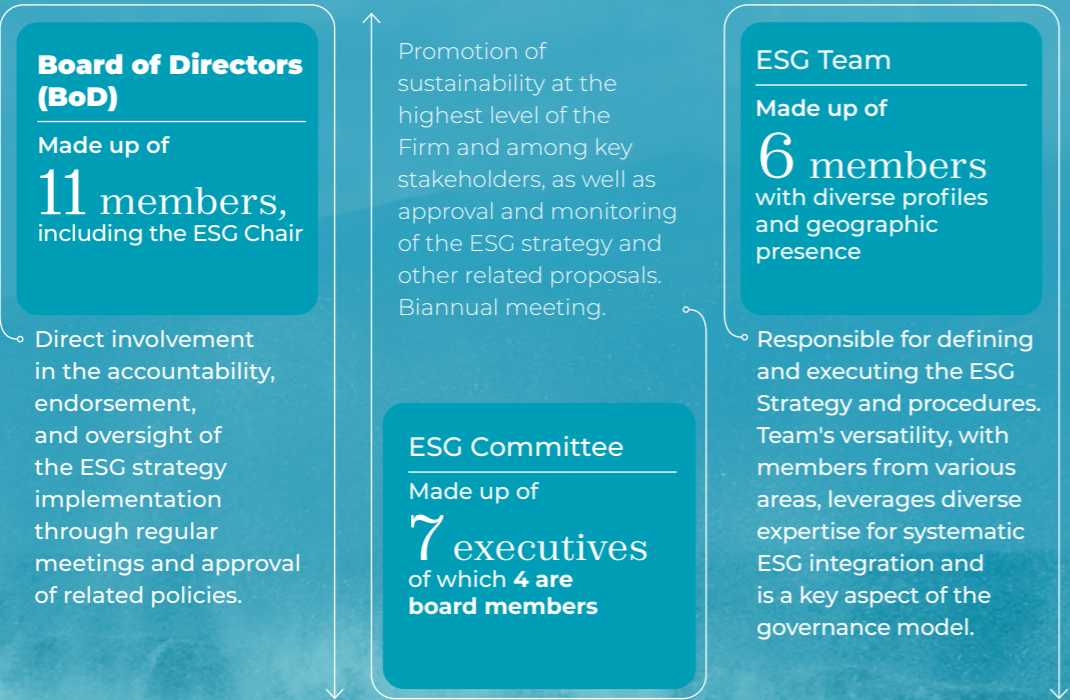 Board of Directors
(BoD)
Made up of
11 members,
including the ESG Chair
Direct involvement
in the accountability,
endorsement,
and oversight of
the ESG strategy
implementation
through regular
meetings and approval
of related policies.
Promotion of
sustainability at the
highest level of the
Firm and among key
stakeholders, as well as
approval and monitoring
of the ESG strategy and
other related proposals.
Biannual meeting.
ESG Committee
Made up of
7 executives
of which 4 are
board members
ESG Team
Made up of
6 members
with diverse profiles
and geographic
presence
Responsible for defining
and executing the ESG
Strategy and procedures.
Team's versatility, with
members from various
areas, leverages diverse
expertise for systematic
ESG integration and
is a key aspect of the
governance model.